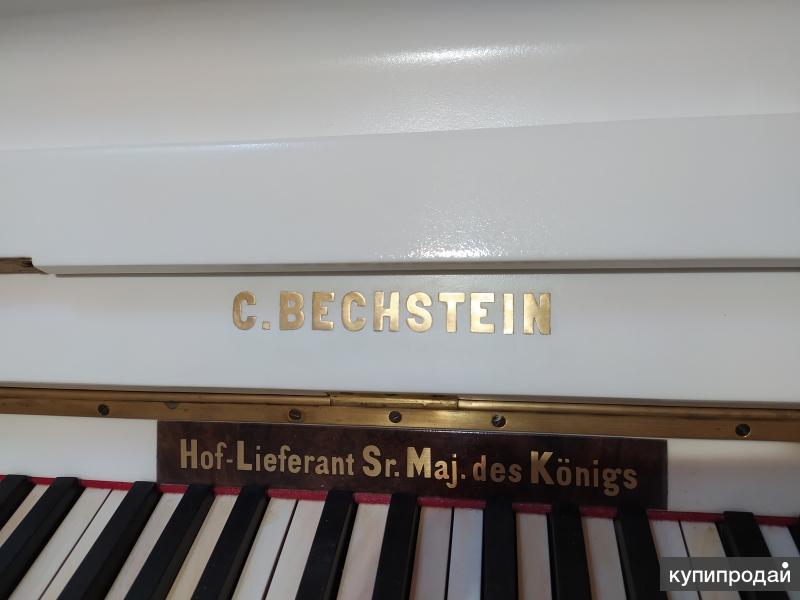 C. BECHSTEIN
Hof-Lieferant Sr. Maj. des Königs
купипродай